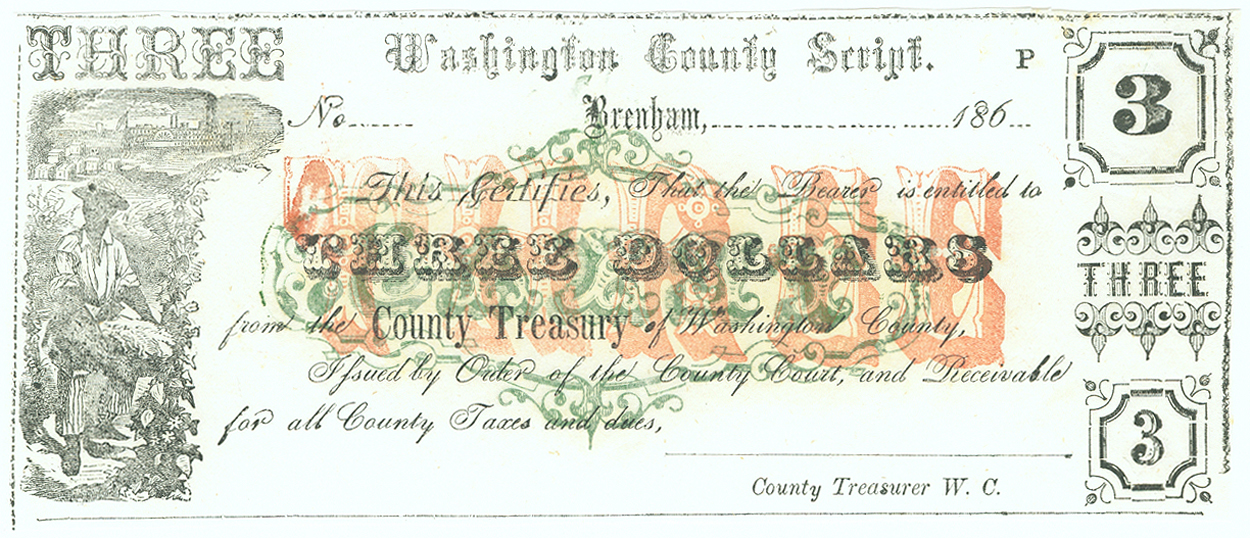 THREE
Washington County Script.
P
3
No
Brenham, 186
This Certifies, That the Bearer is entitled to
THREE
THREE DOLLARS
THREE
from the County Treasury of Washington County,
Issued by Order of the County Court, and Receivable
for all County Taxes and dues,
3
County Treasurer W. C.